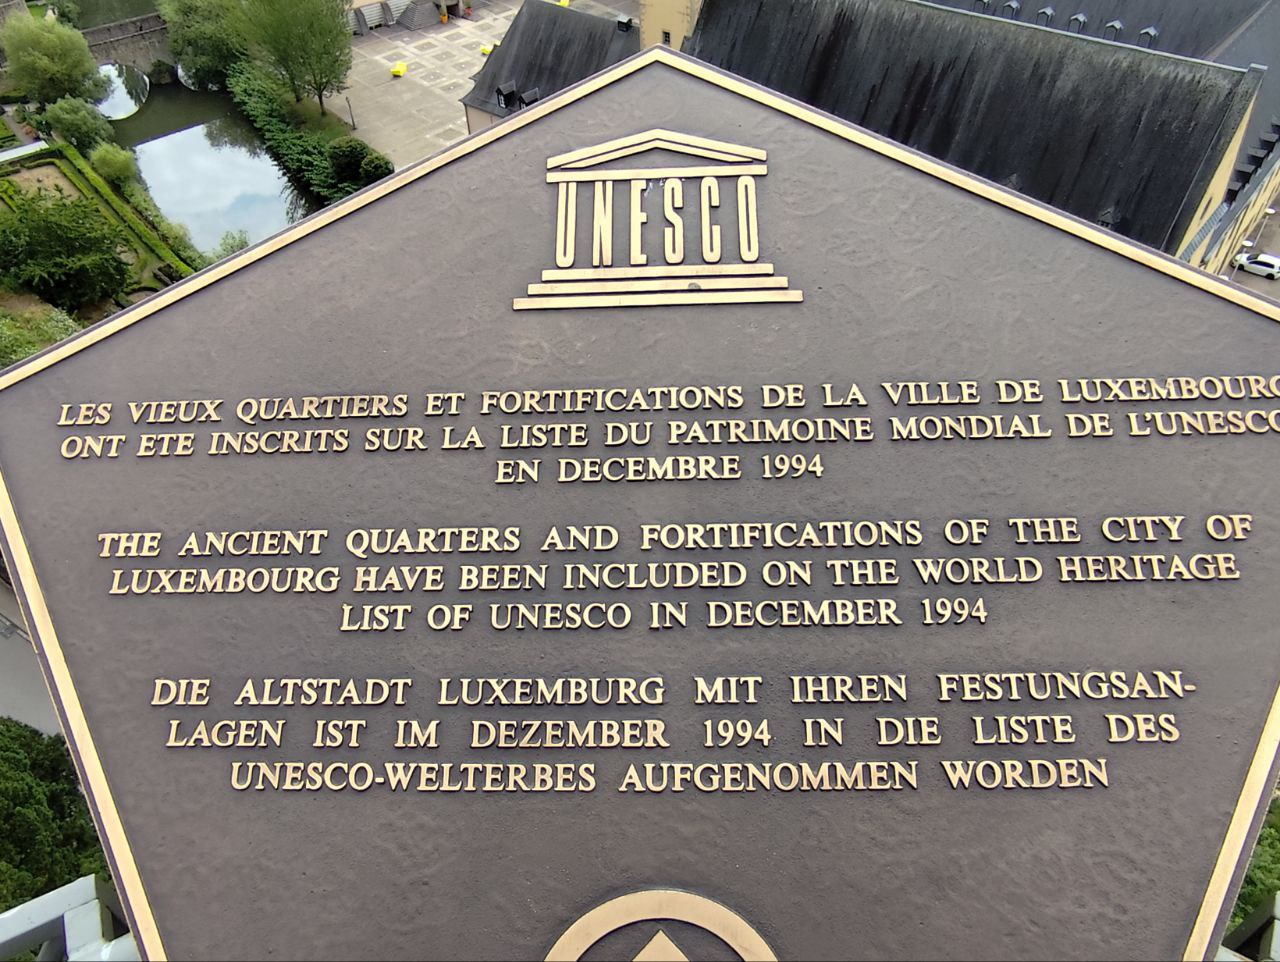 UNESCO
LES VIEUX QUARTIERS ET FORTIFICATIONS DE LA VILLE DE LUXEMBOURG
ONT ETE INSCRITS SUR LA LISTE DU PATRIMOINE MONDIAL DE L'UNESCO
EN DECEMBRE 1994
THE ANCIENT QUARTERS AND FORTIFICATIONS OF THE CITY OF
LUXEMBOURG HAVE BEEN INCLUDED ON THE WORLD HERITAGE
LIST OF UNESCO IN DECEMBER 1994
DIE ALTSTADT LUXEMBURG MIT IHREN FESTUNGSAN-
LAGEN IST IM DEZEMBER 1994 IN DIE LISTE DES
UNESCO-WELTERBES AUFGENOMMEN WORDEN